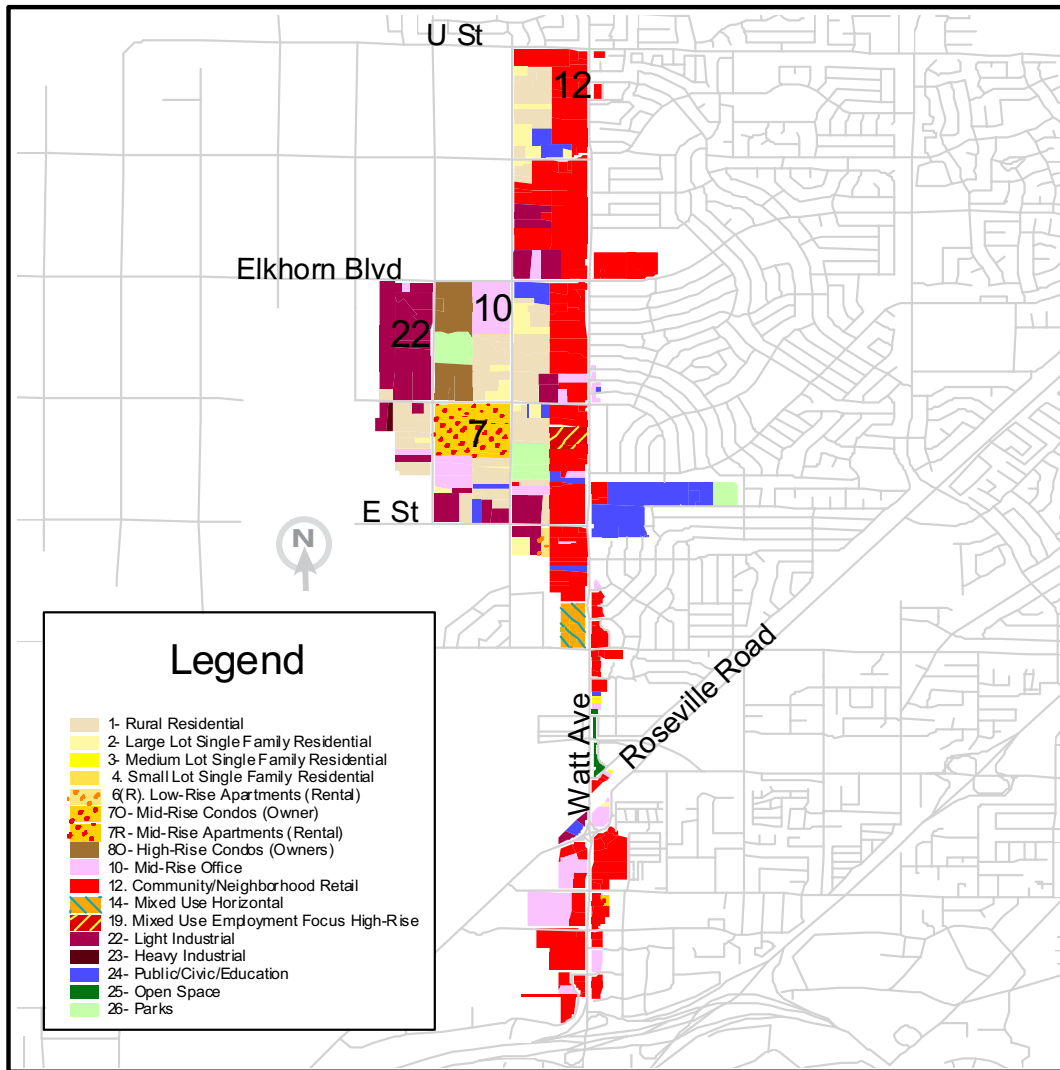 U St
12
Elkhorn Blvd
10
22
7
E St
N
Watt Ave
Roseville Road
Legend
1- Rural Residential
2- Large Lot Single Family Residential
3- Medium Lot Single Family Residential
4. Small Lot Single Family Residential
6(R). Low-Rise Apartments (Rental)
7O- Mid-Rise Condos (Owner)
7R- Mid-Rise Apartments (Rental)
8O- High-Rise Condos (Owners)
10- Mid-Rise Office
12. Community/Neighborhood Retail
14- Mixed Use Horizontal
19. Mixed Use Employment Focus High-Rise
22- Light Industrial
23- Heavy Industrial
24- Public/Civic/Education
25- Open Space
26- Parks